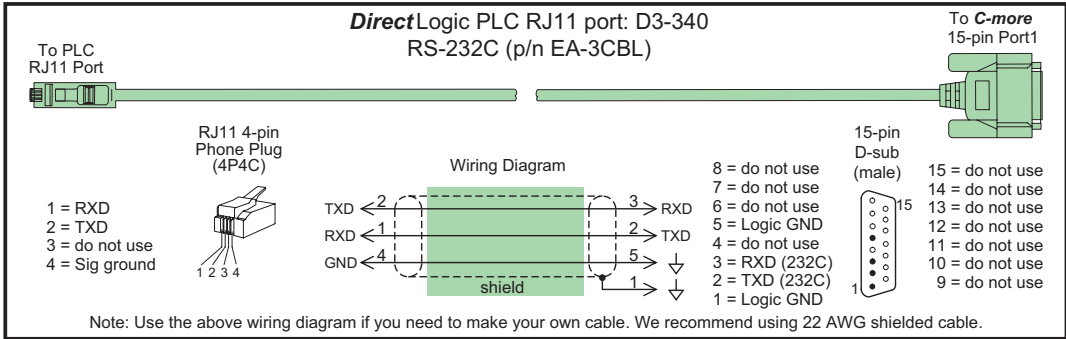 DirectLogic PLC RJ11 port: D3-340
RS-232C (p/n EA-3CBL)
To PLC
RJ11 Port
To C-more
15-pin Port1
RJ11 4-pin
Phone Plug
(4P4C)
1 = RXD
2 = TXD
3 = do not use
4 = Sig ground
1 2 3 4
Wiring Diagram
TXD 2 3 RXD
RXD 1 2 TXD
GND 4 5
1
shield
8 = do not use
7 = do not use
6 = do not use
5 = Logic GND
4 = do not use
3 = RXD (232C)
2 = TXD (232C)
1 = Logic GND
15-pin
D-sub
(male)
15
1
15 = do not use
14 = do not use
13 = do not use
12 = do not use
11 = do not use
10 = do not use
9 = do not use
Note: Use the above wiring diagram if you need to make your own cable. We recommend using 22 AWG shielded cable.